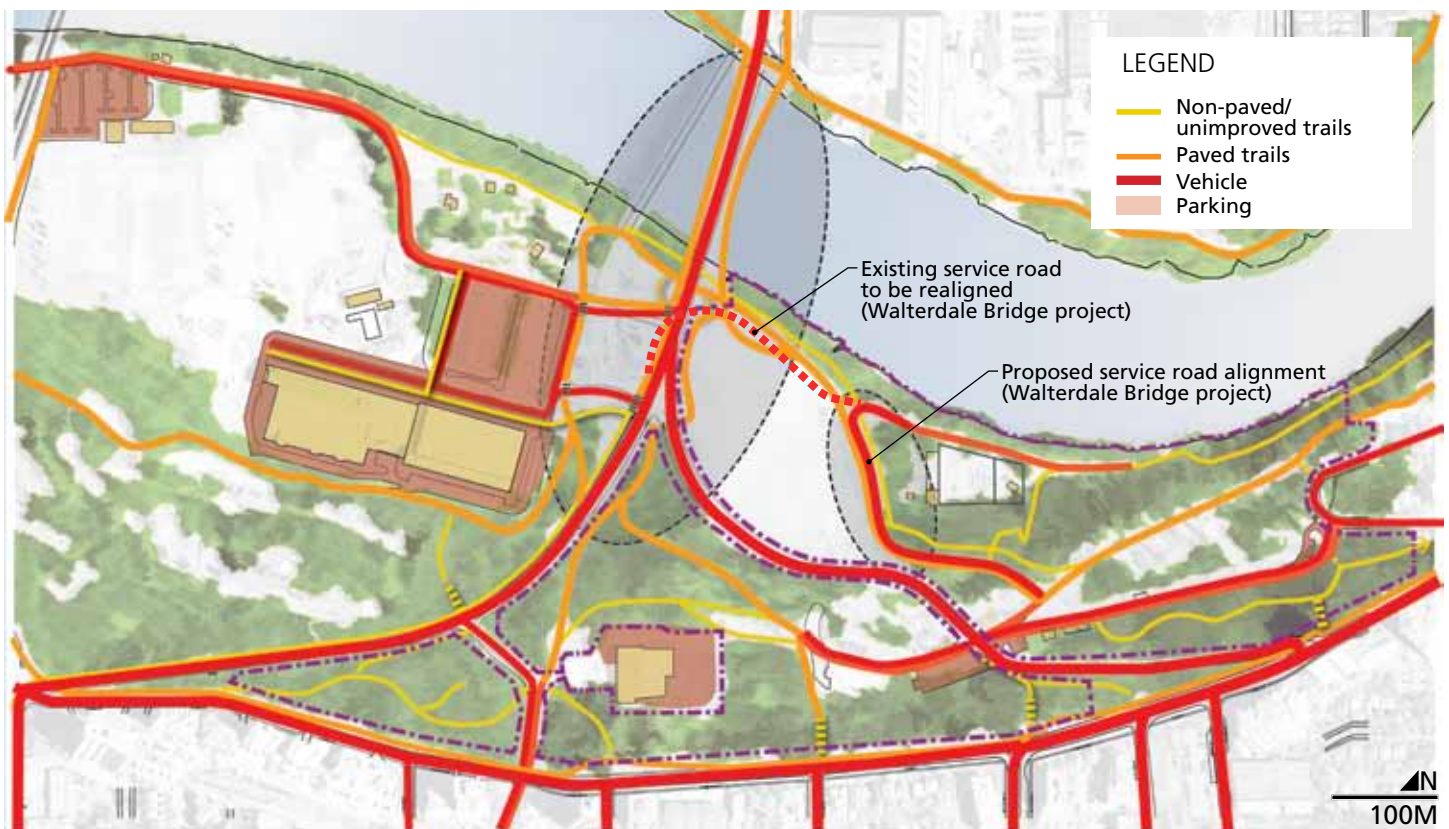 LEGEND
Non-paved/
unimproved trails
Paved trails
Vehicle
Parking
Existing service road
to be realigned
(Walterdale Bridge project)
Proposed service road alignment
(Walterdale Bridge project)
N
100M